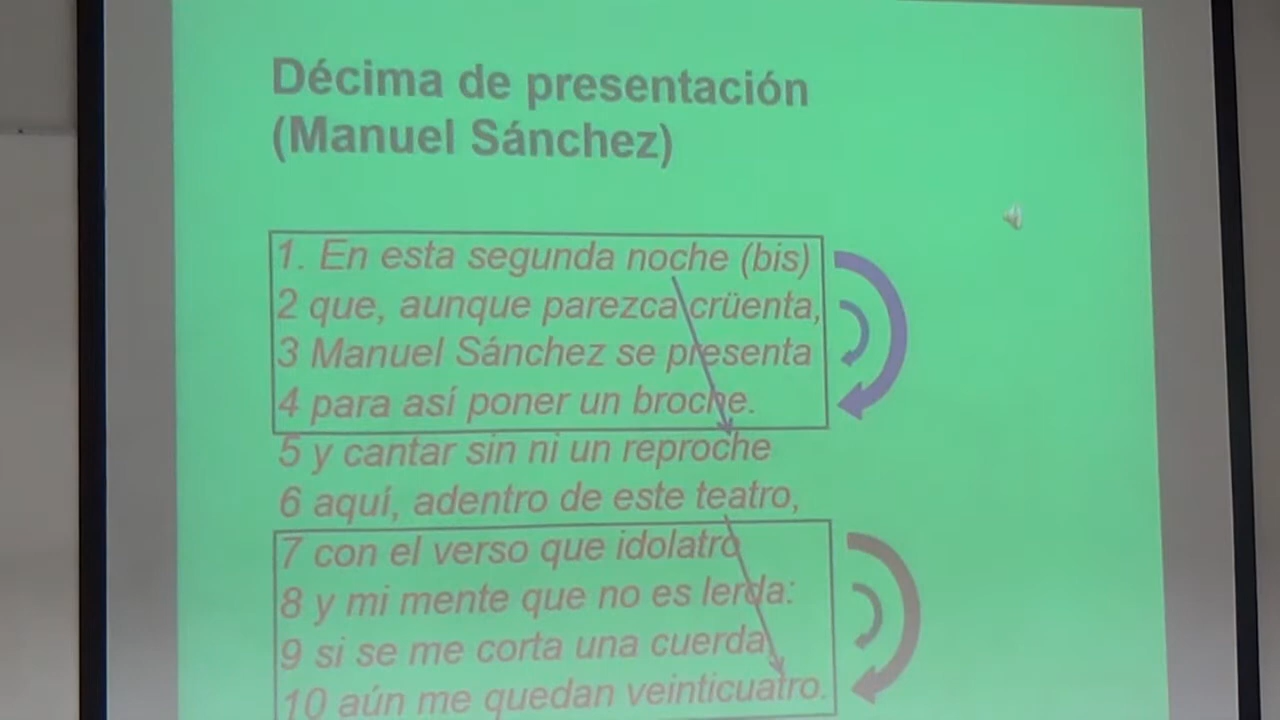 Décima de presentación
(Manuel Sánchez)
1. En esta segunda noche (bis)
2 que, aunque parezca crüenta,
3 Manuel Sánchez se presenta
4 para así poner un broche.
5 y cantar sin ni un reproche
6 aquí, adentro de este teatro,
7 con el verso que idolatro
8 y mi mente que no es lerda:
9 si se me corta una cuerda,
10 aún me quedan veinticuatro.